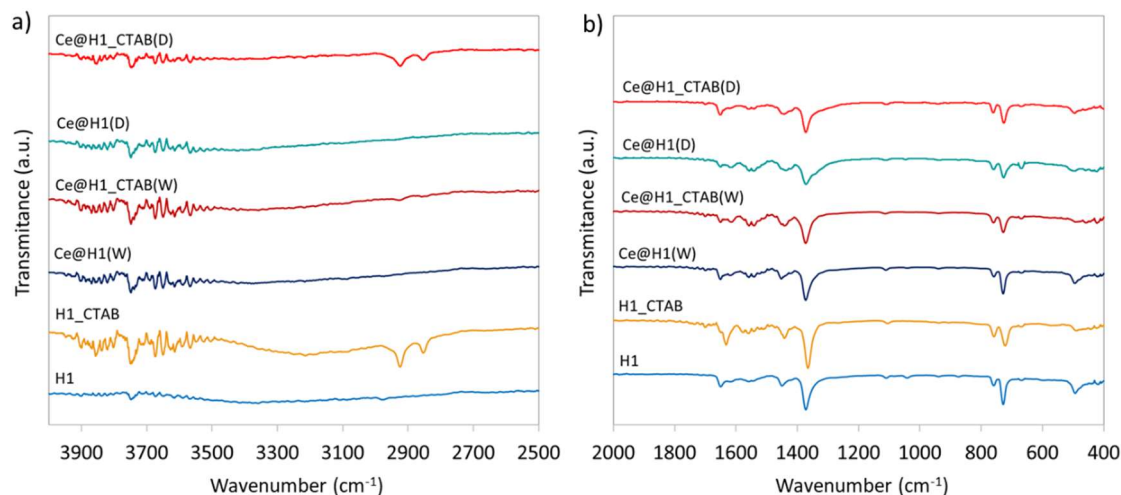 a)
Ce@H1_CTAB(D)
Ce@H1(D)
Ce@H1_CTAB(W)
Ce@H1(W)
H1_CTAB
H1
Transmitance (a.u.)
3900 3700 3500 3300 3100 2900 2700 2500
Wavenumber (cm⁻¹)
b)
Ce@H1_CTAB(D)
Ce@H1(D)
Ce@H1_CTAB(W)
Ce@H1(W)
H1_CTAB
H1
Transmitance (a.u.)
2000 1800 1600 1400 1200 1000 800 600 400
Wavenumber (cm⁻¹)